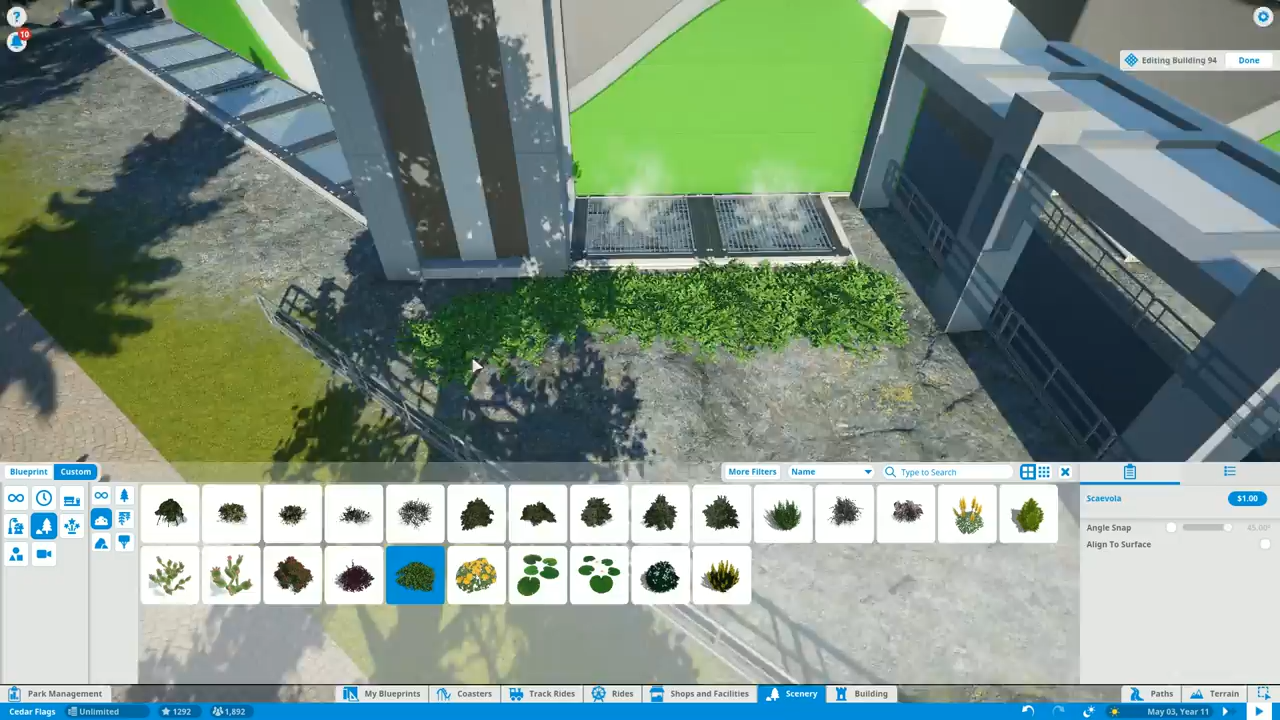 ?
10
Editing Building 94 Done
Blueprint Custom
More Filters Name Type to Search
Scaevola $1.00
Angle Snap 45.00°
Align To Surface
Park Management My Blueprints Coasters Track Rides Rides Shops and Facilities Scenery Building Paths Terrain
Cedar Flags Unlimited 1292 1,892 May 03, Year 11